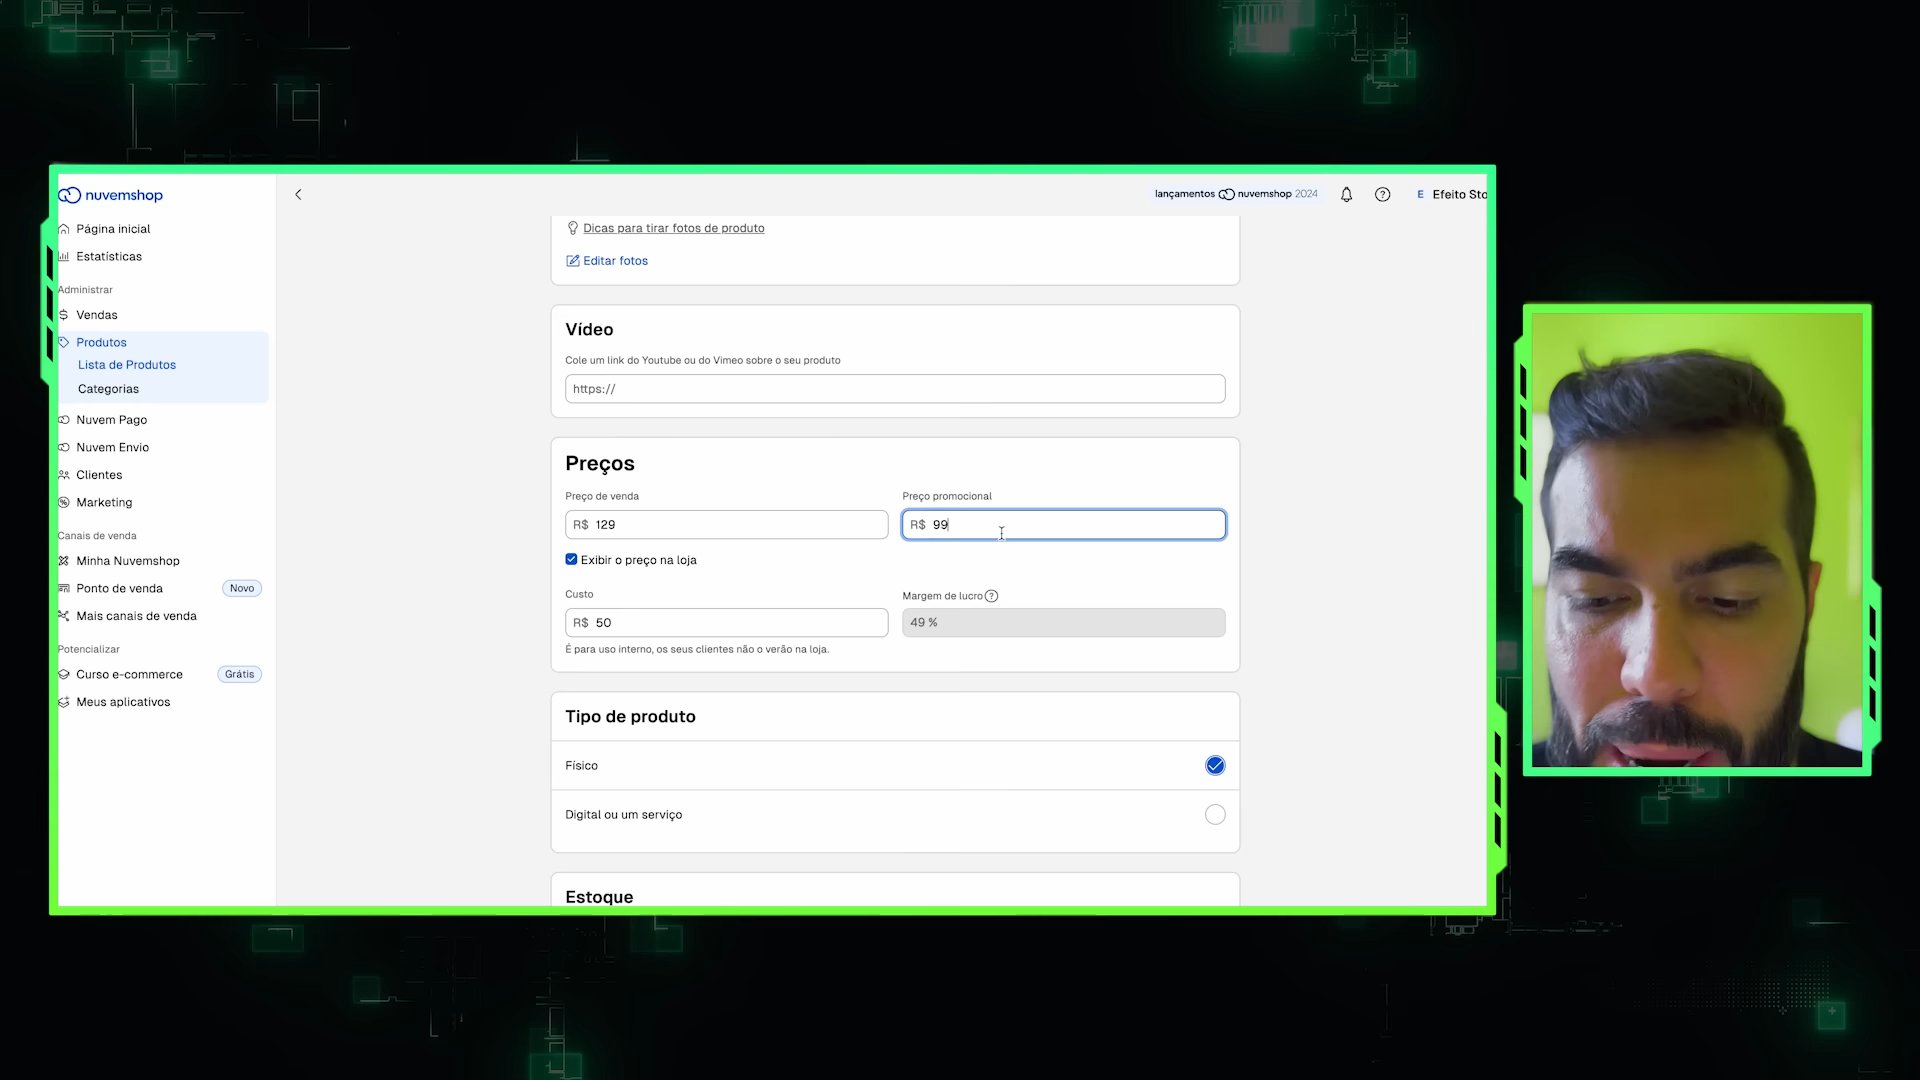 nuvemshop
lançamentos nuvemshop 2024
E Efeito Sto
Página inicial
Estatísticas
Administrar
Vendas
Produtos
Lista de Produtos
Categorias
Nuvem Pago
Nuvem Envio
Clientes
Marketing
Canais de venda
Minha Nuvemshop
Ponto de venda Novo
Mais canais de venda
Potencializar
Curso e-commerce Grátis
Meus aplicativos
Dicas para tirar fotos de produto
Editar fotos
Vídeo
Cole um link do Youtube ou do Vimeo sobre o seu produto
https://
Preços
Preço de venda Preço promocional
R$ 129 R$ 99
Exibir o preço na loja
Custo Margem de lucro ?
R$ 50 49 %
É para uso interno, os seus clientes não o verão na loja.
Tipo de produto
Físico
Digital ou um serviço
Estoque